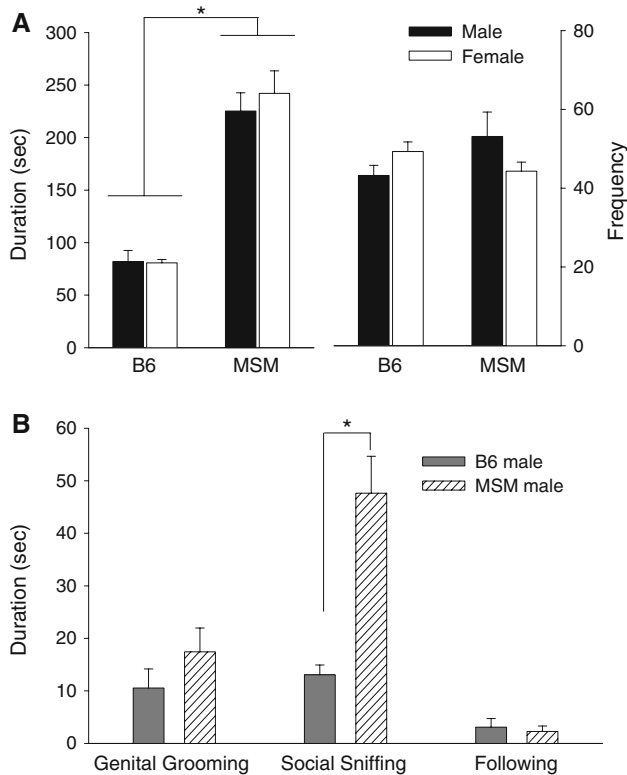 A
*
300
250
200
150
100
50
0
Duration (sec)
B6
MSM
Male
Female
80
60
40
20
0
Frequency
B6
MSM
B
*
60
50
40
30
20
10
0
Duration (sec)
B6 male
MSM male
Genital Grooming
Social Sniffing
Following